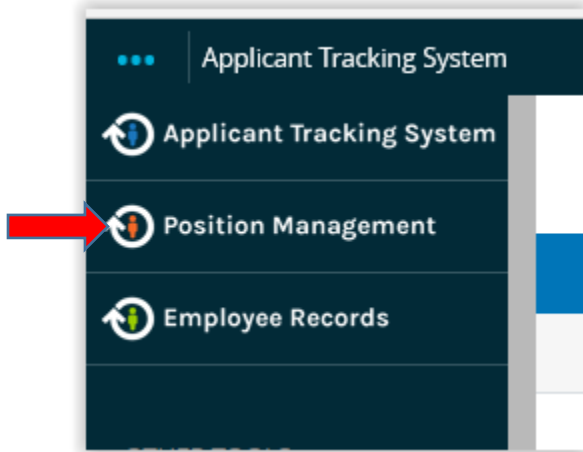 Applicant Tracking System
Applicant Tracking System
Position Management
Employee Records